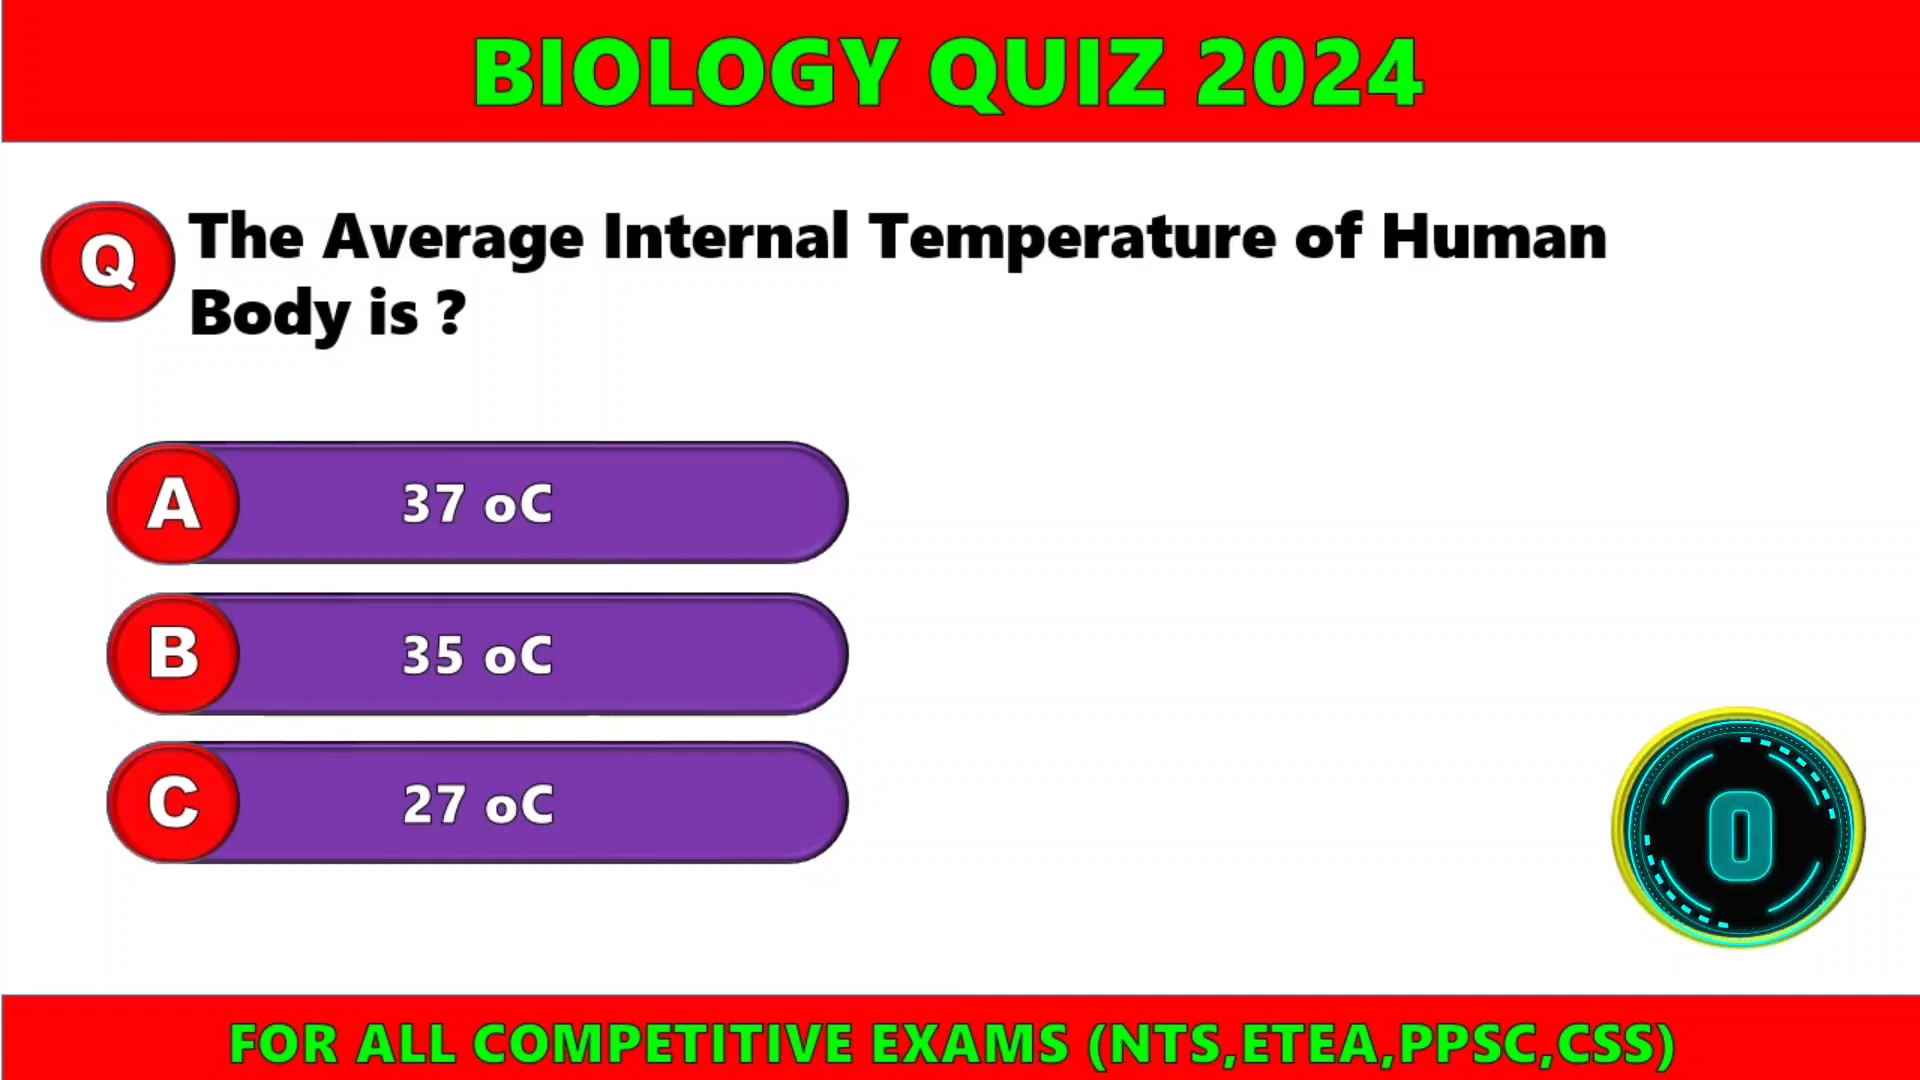 BIOLOGY QUIZ 2024
Q The Average Internal Temperature of Human
Body is ?
A 37 oC
B 35 oC
C 27 oC
0
FOR ALL COMPETITIVE EXAMS (NTS,ETEA,PPSC,CSS)